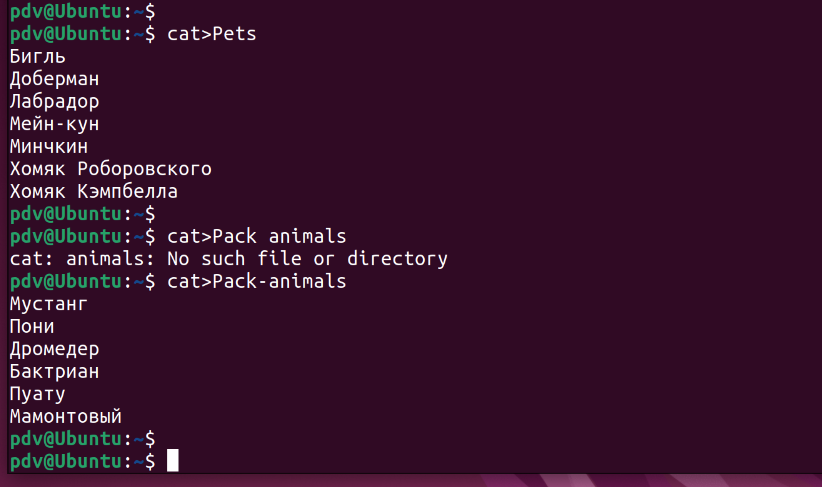 pdv@Ubuntu:~$
pdv@Ubuntu:~$ cat>Pets
Бигль
Доберман
Лабрадор
Мейн-кун
Минчкин
Хомяк Роборовского
Хомяк Кэмпбелла
pdv@Ubuntu:~$
pdv@Ubuntu:~$ cat>Pack animals
cat: animals: No such file or directory
pdv@Ubuntu:~$ cat>Pack-animals
Мустанг
Пони
Дромедер
Бактриан
Пуату
Мамонтовый
pdv@Ubuntu:~$
pdv@Ubuntu:~$